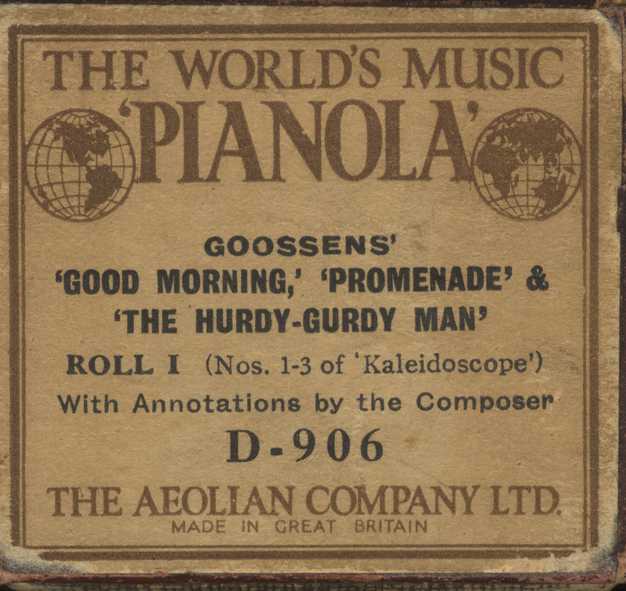 THE WORLD'S MUSIC
'PIANOLA'
GOOSSENS'
'GOOD MORNING,' 'PROMENADE' &
'THE HURDY-GURDY MAN'
ROLL I (Nos. 1-3 of 'Kaleidoscope')
With Annotations by the Composer
D-906
THE AEOLIAN COMPANY LTD.
MADE IN GREAT BRITAIN